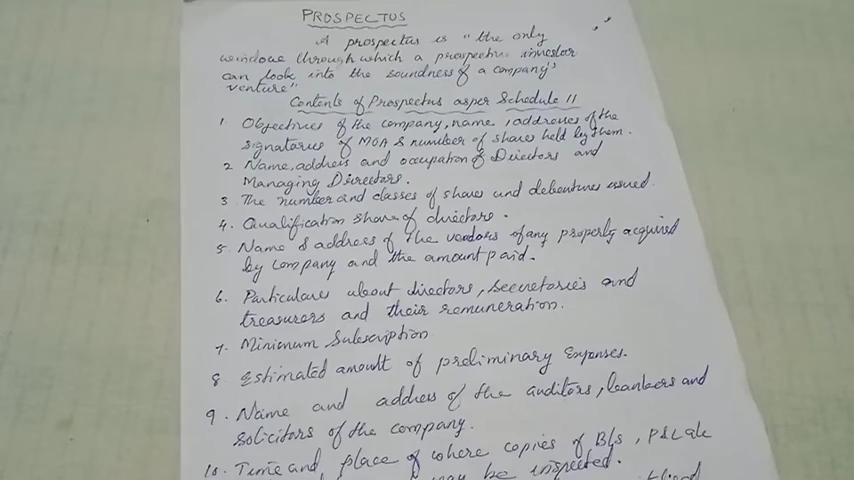 PROSPECTUS
A prospectus is "the only
window through which a prospective investor
can look into the soundness of a company's
venture"
Contents of Prospectus as per Schedule II
1. Objectives of the company, name, addresses of the
signatories of MOA & number of shares held by them.
2. Name, address and occupation of Directors and
Managing Directors.
3. The number and classes of shares and debentures issued.
4. Qualification share of directors.
5. Name & address of the vendors of any property acquired
by company and the amount paid.
6. Particulars about directors, secretaries and
treasurers and their remuneration.
7. Minimum Subscription
8. Estimated amount of preliminary Expenses.
9. Name and address of the auditors, bankers and
Solicitors of the company.
10. Time and place of where copies of B/s, P&L a/c
may be inspected.